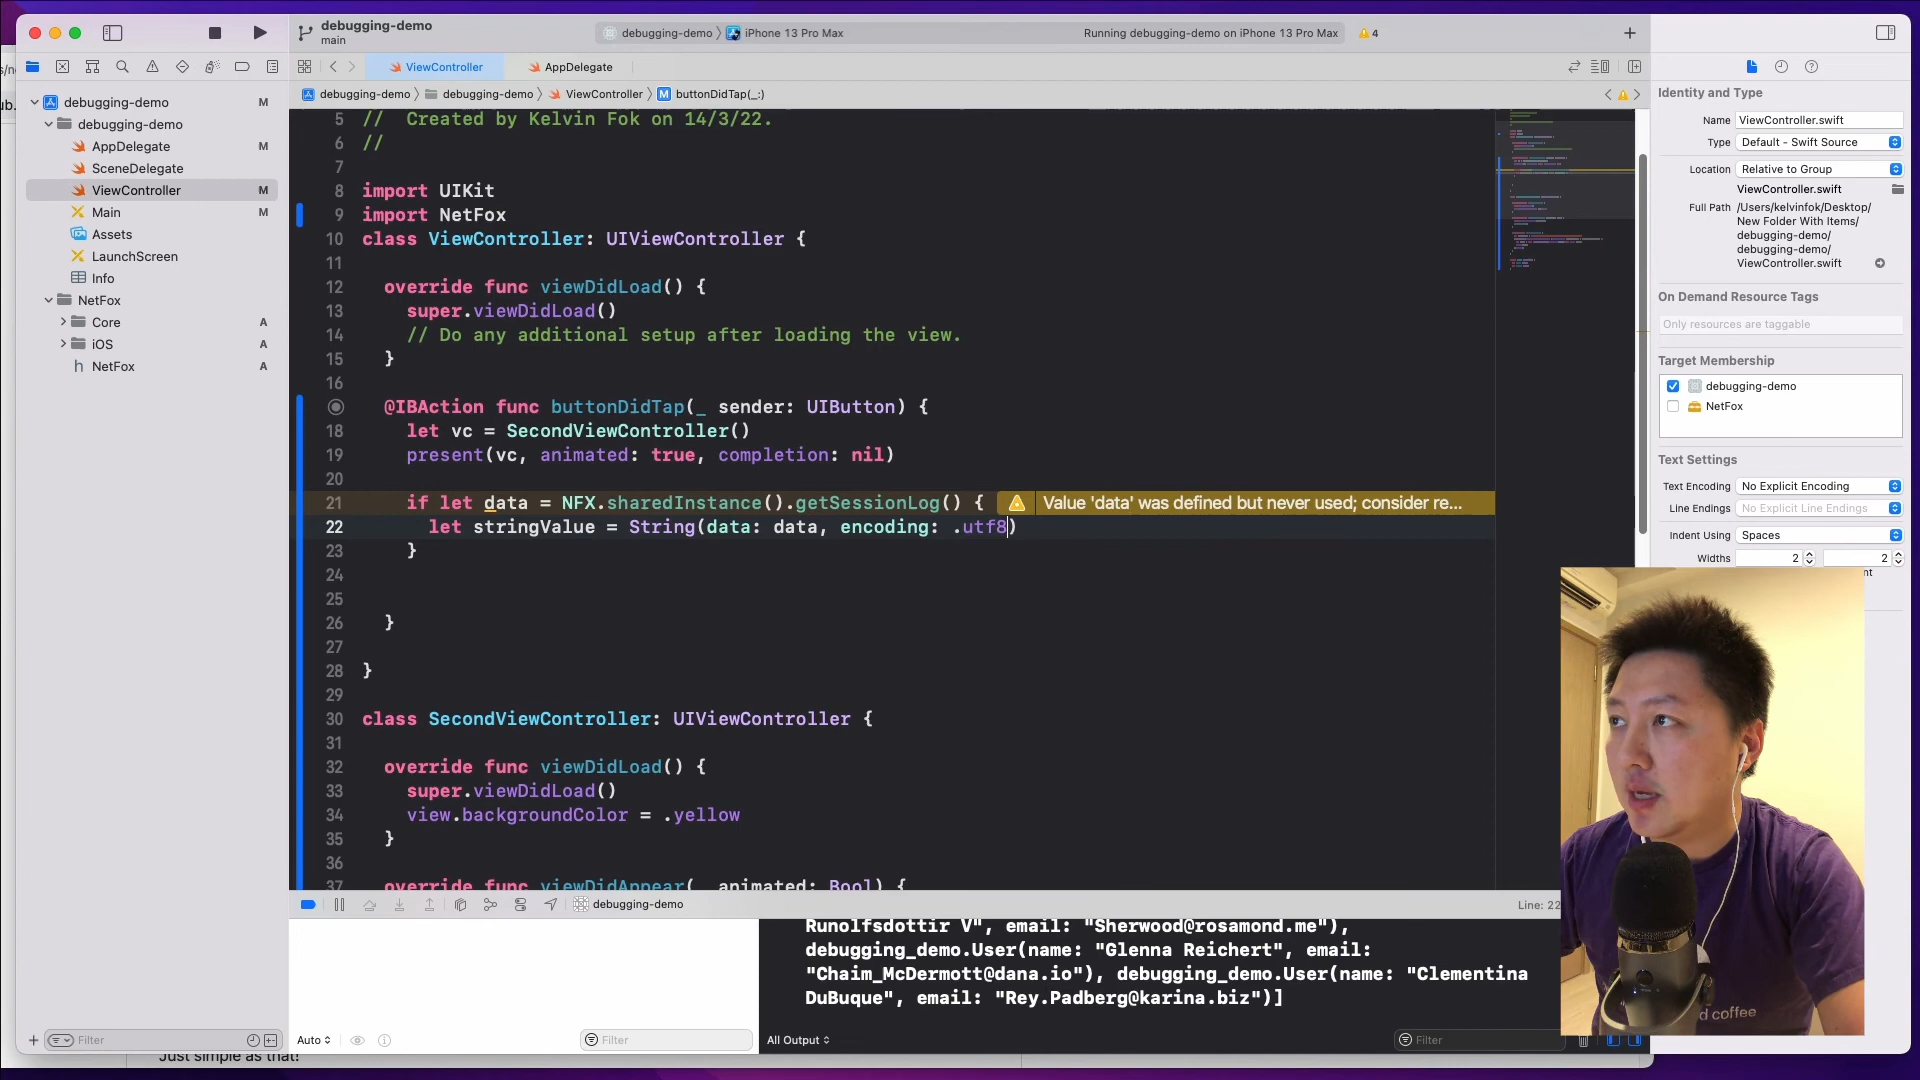 debugging-demo
main
debugging-demo
iPhone 13 Pro Max
Running debugging-demo on iPhone 13 Pro Max
4
ViewController
AppDelegate
debugging-demo
debugging-demo
ViewController
M
buttonDidTap(_:)
debugging-demo M
debugging-demo
AppDelegate M
SceneDelegate
ViewController M
Main M
Assets
LaunchScreen
Info
NetFox
Core A
iOS A
h NetFox A
5 // Created by Kelvin Fok on 14/3/22.
6 //
7
8 import UIKit
9 import NetFox
10 class ViewController: UIViewController {
11
12 override func viewDidLoad() {
13 super.viewDidLoad()
14 // Do any additional setup after loading the view.
15 }
16
@IBAction func buttonDidTap(_ sender: UIButton) {
18 let vc = SecondViewController()
19 present(vc, animated: true, completion: nil)
20
21 if let data = NFX.sharedInstance().getSessionLog() { Value 'data' was defined but never used; consider re...
22 let stringValue = String(data: data, encoding: .utf8)
23 }
24
25
26 }
27
28 }
29
30 class SecondViewController: UIViewController {
31
32 override func viewDidLoad() {
33 super.viewDidLoad()
34 view.backgroundColor = .yellow
35 }
36
37 override func viewDidAppear(_ animated: Bool) {
debugging-demo
Line: 22
Runolfsdottir V", email: "Sherwood@rosamond.me"),
debugging_demo.User(name: "Glenna Reichert", email:
"Chaim_McDermott@dana.io"), debugging_demo.User(name: "Clementina
DuBuque", email: "Rey.Padberg@karina.biz")]
Filter
Auto
Filter
All Output
Filter
Just simple as that!
Identity and Type
Name ViewController.swift
Type Default - Swift Source
Location Relative to Group
ViewController.swift
Full Path /Users/kelvinfok/Desktop/
New Folder With Items/
debugging-demo/
debugging-demo/
ViewController.swift
On Demand Resource Tags
Only resources are taggable
Target Membership
debugging-demo
NetFox
Text Settings
Text Encoding No Explicit Encoding
Line Endings No Explicit Line Endings
Indent Using Spaces
Widths 2 2
d coffee